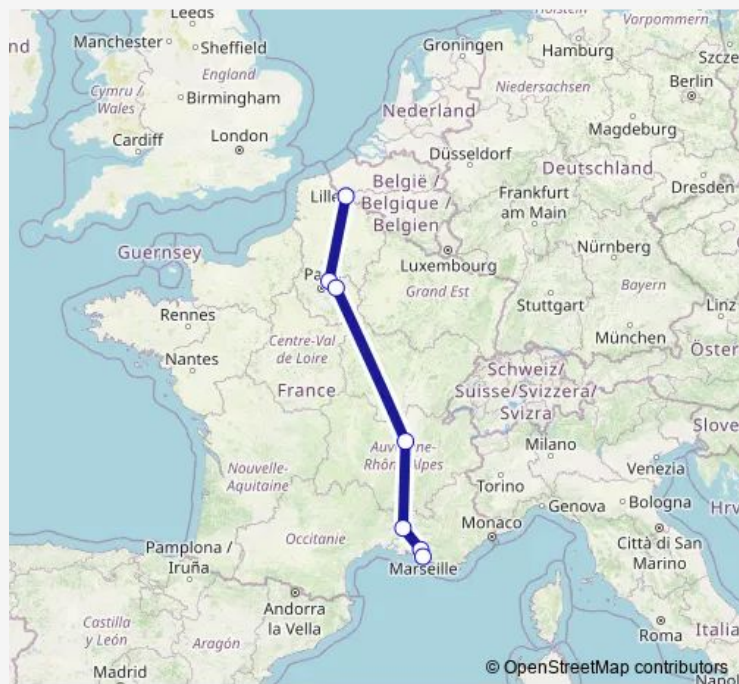 Leeds
Manchester
Sheffield
England
Cymru /
Wales
Birmingham
Cardiff
London
Groningen
Hamburg
Vorpommern
Niedersachsen
Berlin
Nederland
Magdeburg
Düsseldorf
Deutschland
Lille
België /
Belgique /
Belgien
Frankfurt
am Main
Dresden
Guernsey
Luxembourg
Nürnberg
Grand Est
Bayern
Rennes
Stuttgart
Linz
Centre-Val
de Loire
München
Nantes
France
Schweiz/
Suisse/Svizzera/
Svizra
Nouvelle-
Aquitaine
Milano
Venezia
Torino
Occitanie
Genova
Bologna
Monaco
Pamplona /
Iruña
Marseille
Città di San
Marino
Andorra
la Vella
Castilla
y León
Aragón
Roma
Italia
Madrid
© OpenStreetMap contributors